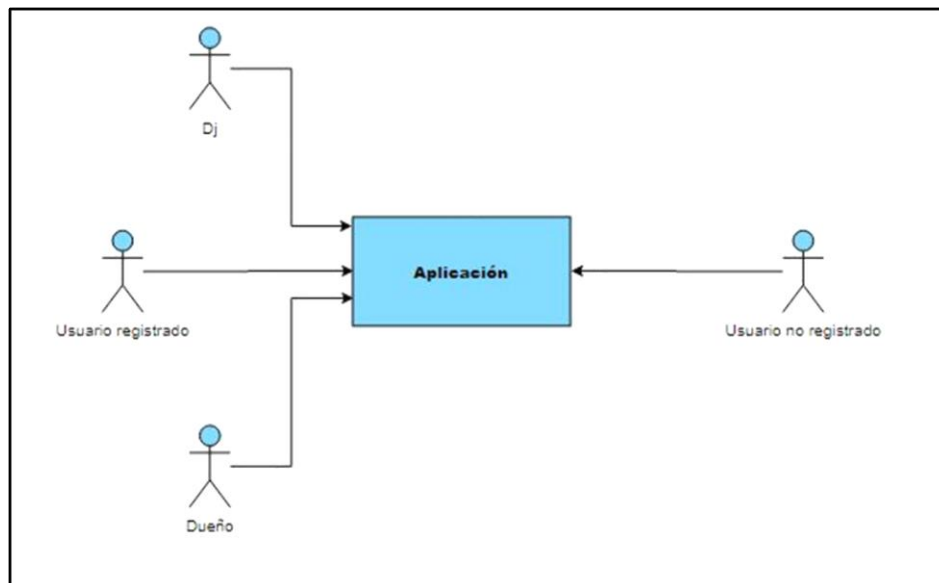 Dj
Aplicación
Usuario registrado
Usuario no registrado
Dueño